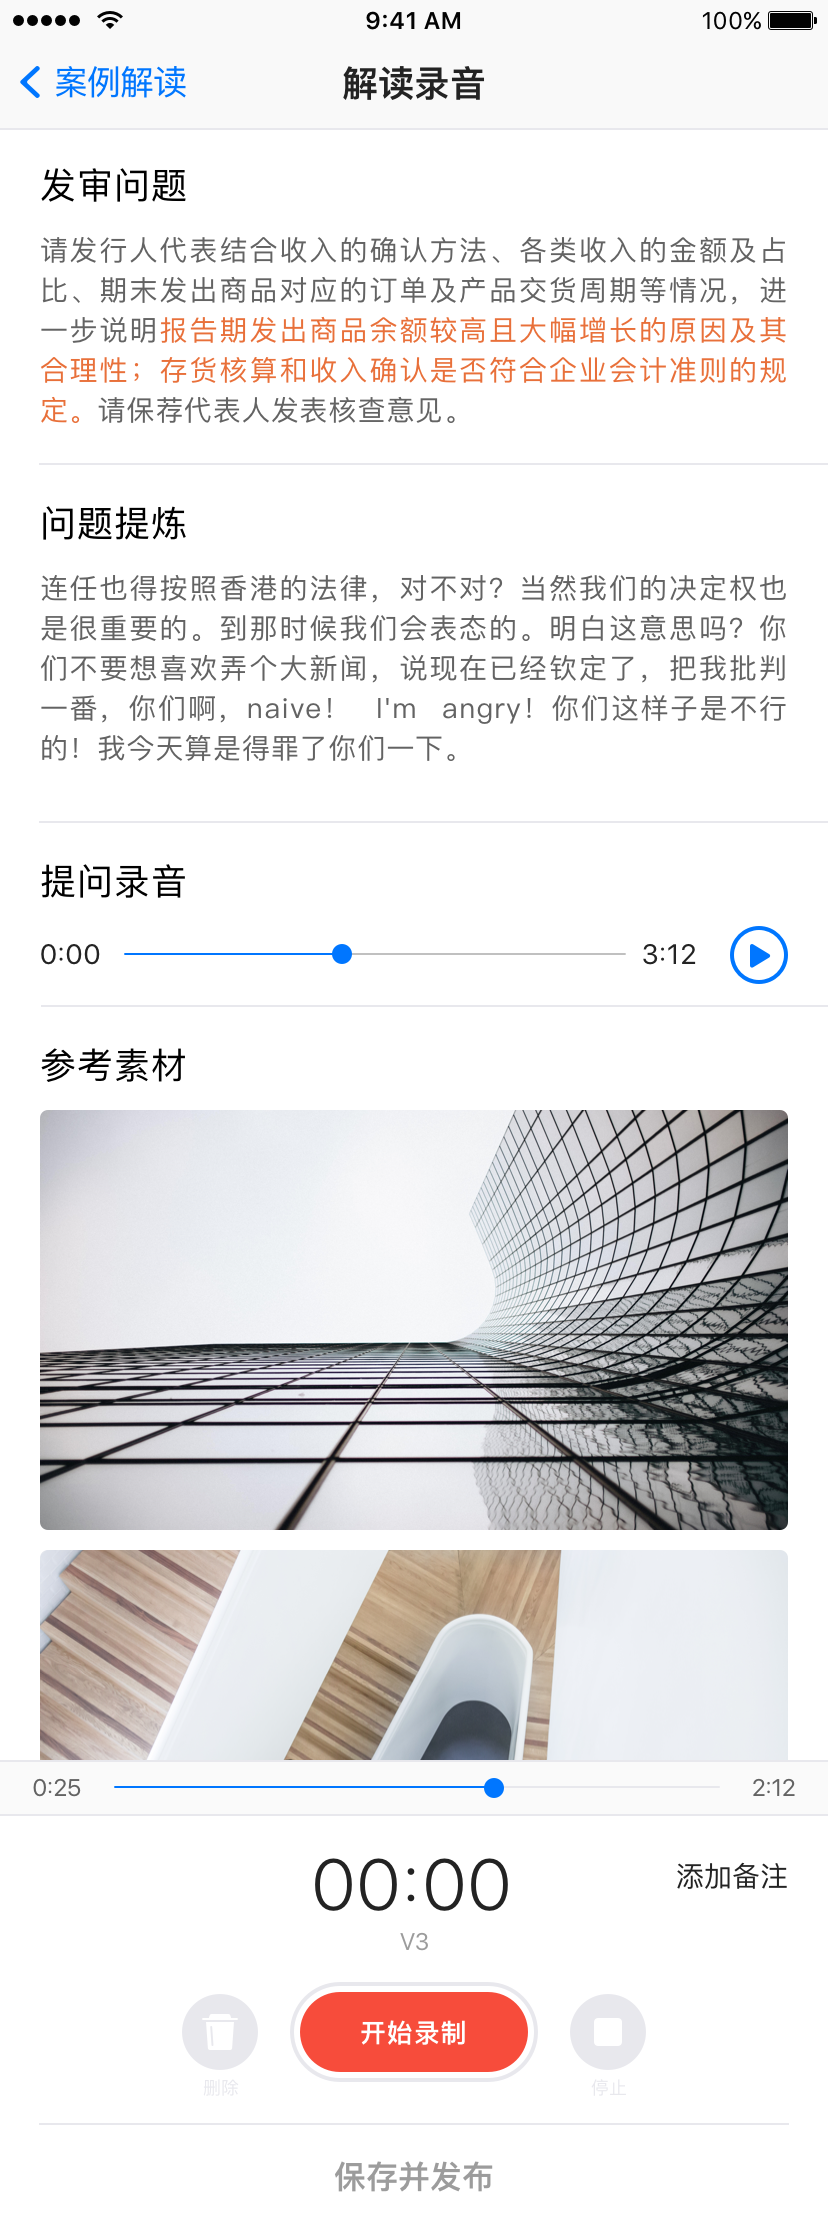 9:41 AM 100%
案例解读 解读录音
发审问题
请发行人代表结合收入的确认方法、各类收入的金额及占
比、期末发出商品对应的订单及产品交货周期等情况，进
一步说明报告期发出商品余额较高且大幅增长的原因及其
合理性；存货核算和收入确认是否符合企业会计准则的规
定。请保荐代表人发表核查意见。
问题提炼
连任也得按照香港的法律，对不对？当然我们的决定权也
是很重要的。到那时候我们会表态的。明白这意思吗？你
们不要想喜欢弄个大新闻，说现在已经钦定了，把我批判
一番，你们啊，naive！ I'm angry！你们这样子是不行
的！我今天算是得罪了你们一下。
提问录音
0:00 3:12
参考素材
0:25 2:12
00:00 添加备注
V3
开始录制
删除 停止
保存并发布